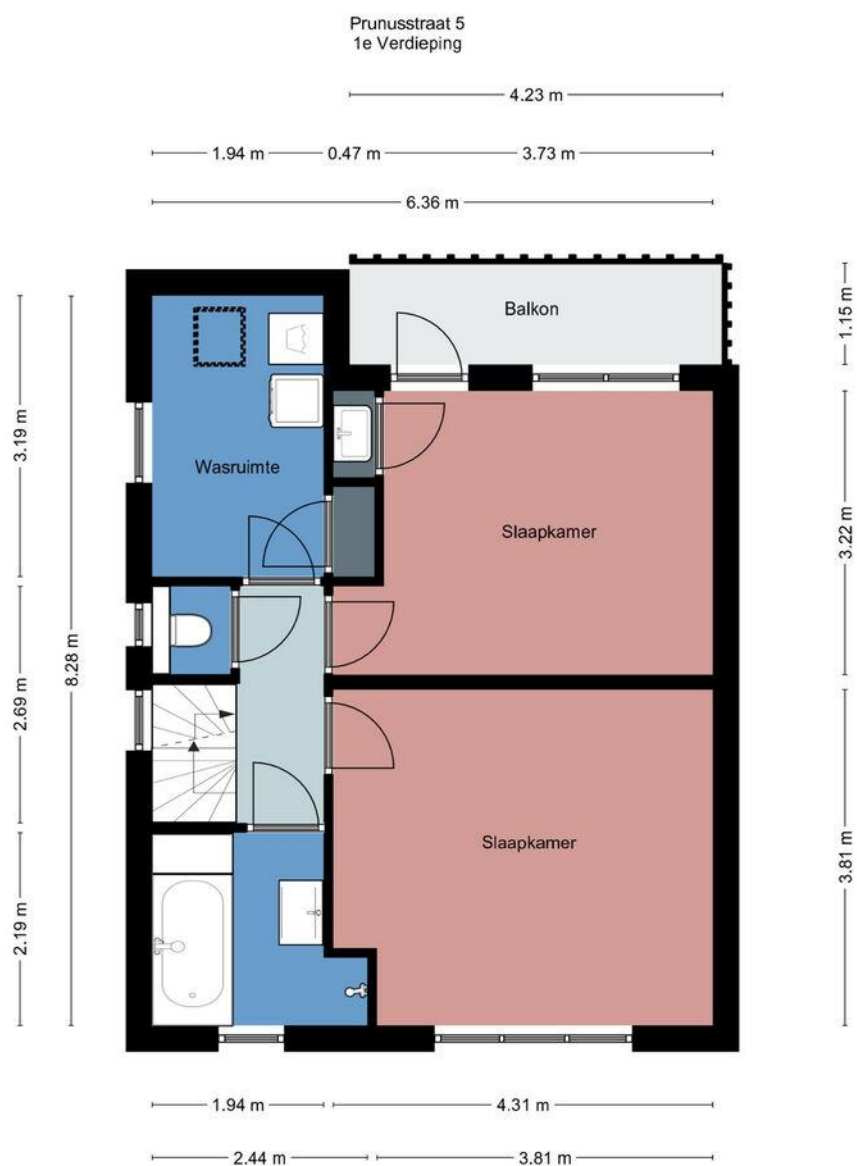 Prunusstraat 5
1e Verdieping
4.23 m
1.94 m 0.47 m 3.73 m
6.36 m
Balkon
1.15 m
3.19 m
Wasruimte
Slaapkamer
3.22 m
8.28 m
2.69 m
Slaapkamer
3.81 m
2.19 m
1.94 m 4.31 m
2.44 m 3.81 m